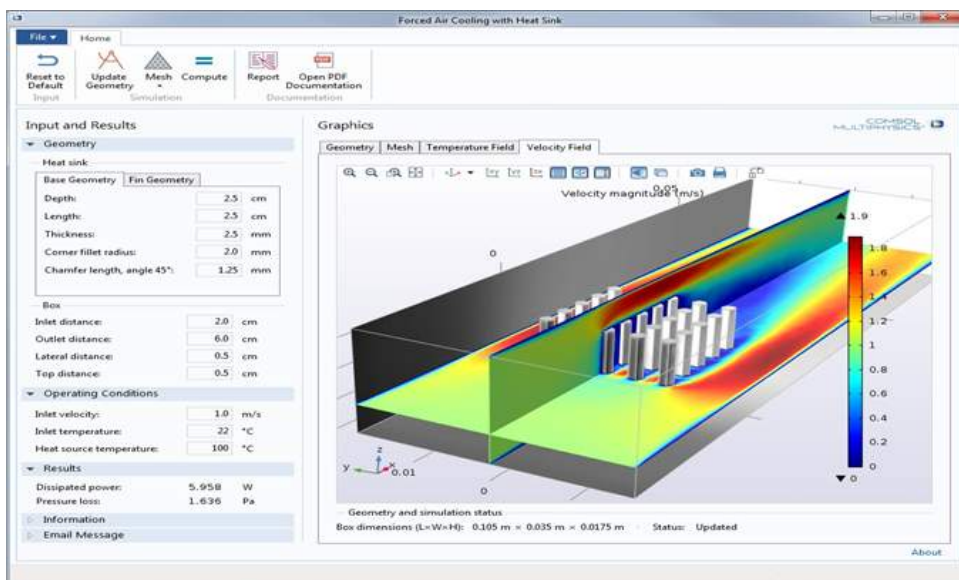 Forced Air Cooling with Heat Sink
File ▼ Home
Reset to Default
Update Geometry
Mesh
Compute
Report
Open PDF Documentation
Input
Simulation
Documentation
Input and Results
Geometry
Heat sink
Base Geometry Fin Geometry
Depth: 2.5 cm
Length: 2.5 cm
Thickness: 2.5 mm
Corner fillet radius: 2.0 mm
Chamfer length, angle 45°: 1.25 mm
Box
Inlet distance: 2.0 cm
Outlet distance: 6.0 cm
Lateral distance: 0.5 cm
Top distance: 0.5 cm
Operating Conditions
Inlet velocity: 1.0 m/s
Inlet temperature: 22 °C
Heat source temperature: 100 °C
Results
Dissipated power: 5.958 W
Pressure loss: 1.636 Pa
Information
Email Message
Graphics
COMSOL MULTIPHYSICS
Geometry Mesh Temperature Field Velocity Field
Velocity magnitude (m/s)
0.05
0
▲ 1.9
1.8
1.6
1.4
1.2
1
0.8
0.6
0.4
0.2
0
▼ 0
y z x
0.01
0
Geometry and simulation status
Box dimensions (L×W×H): 0.105 m × 0.035 m × 0.0175 m Status: Updated
About